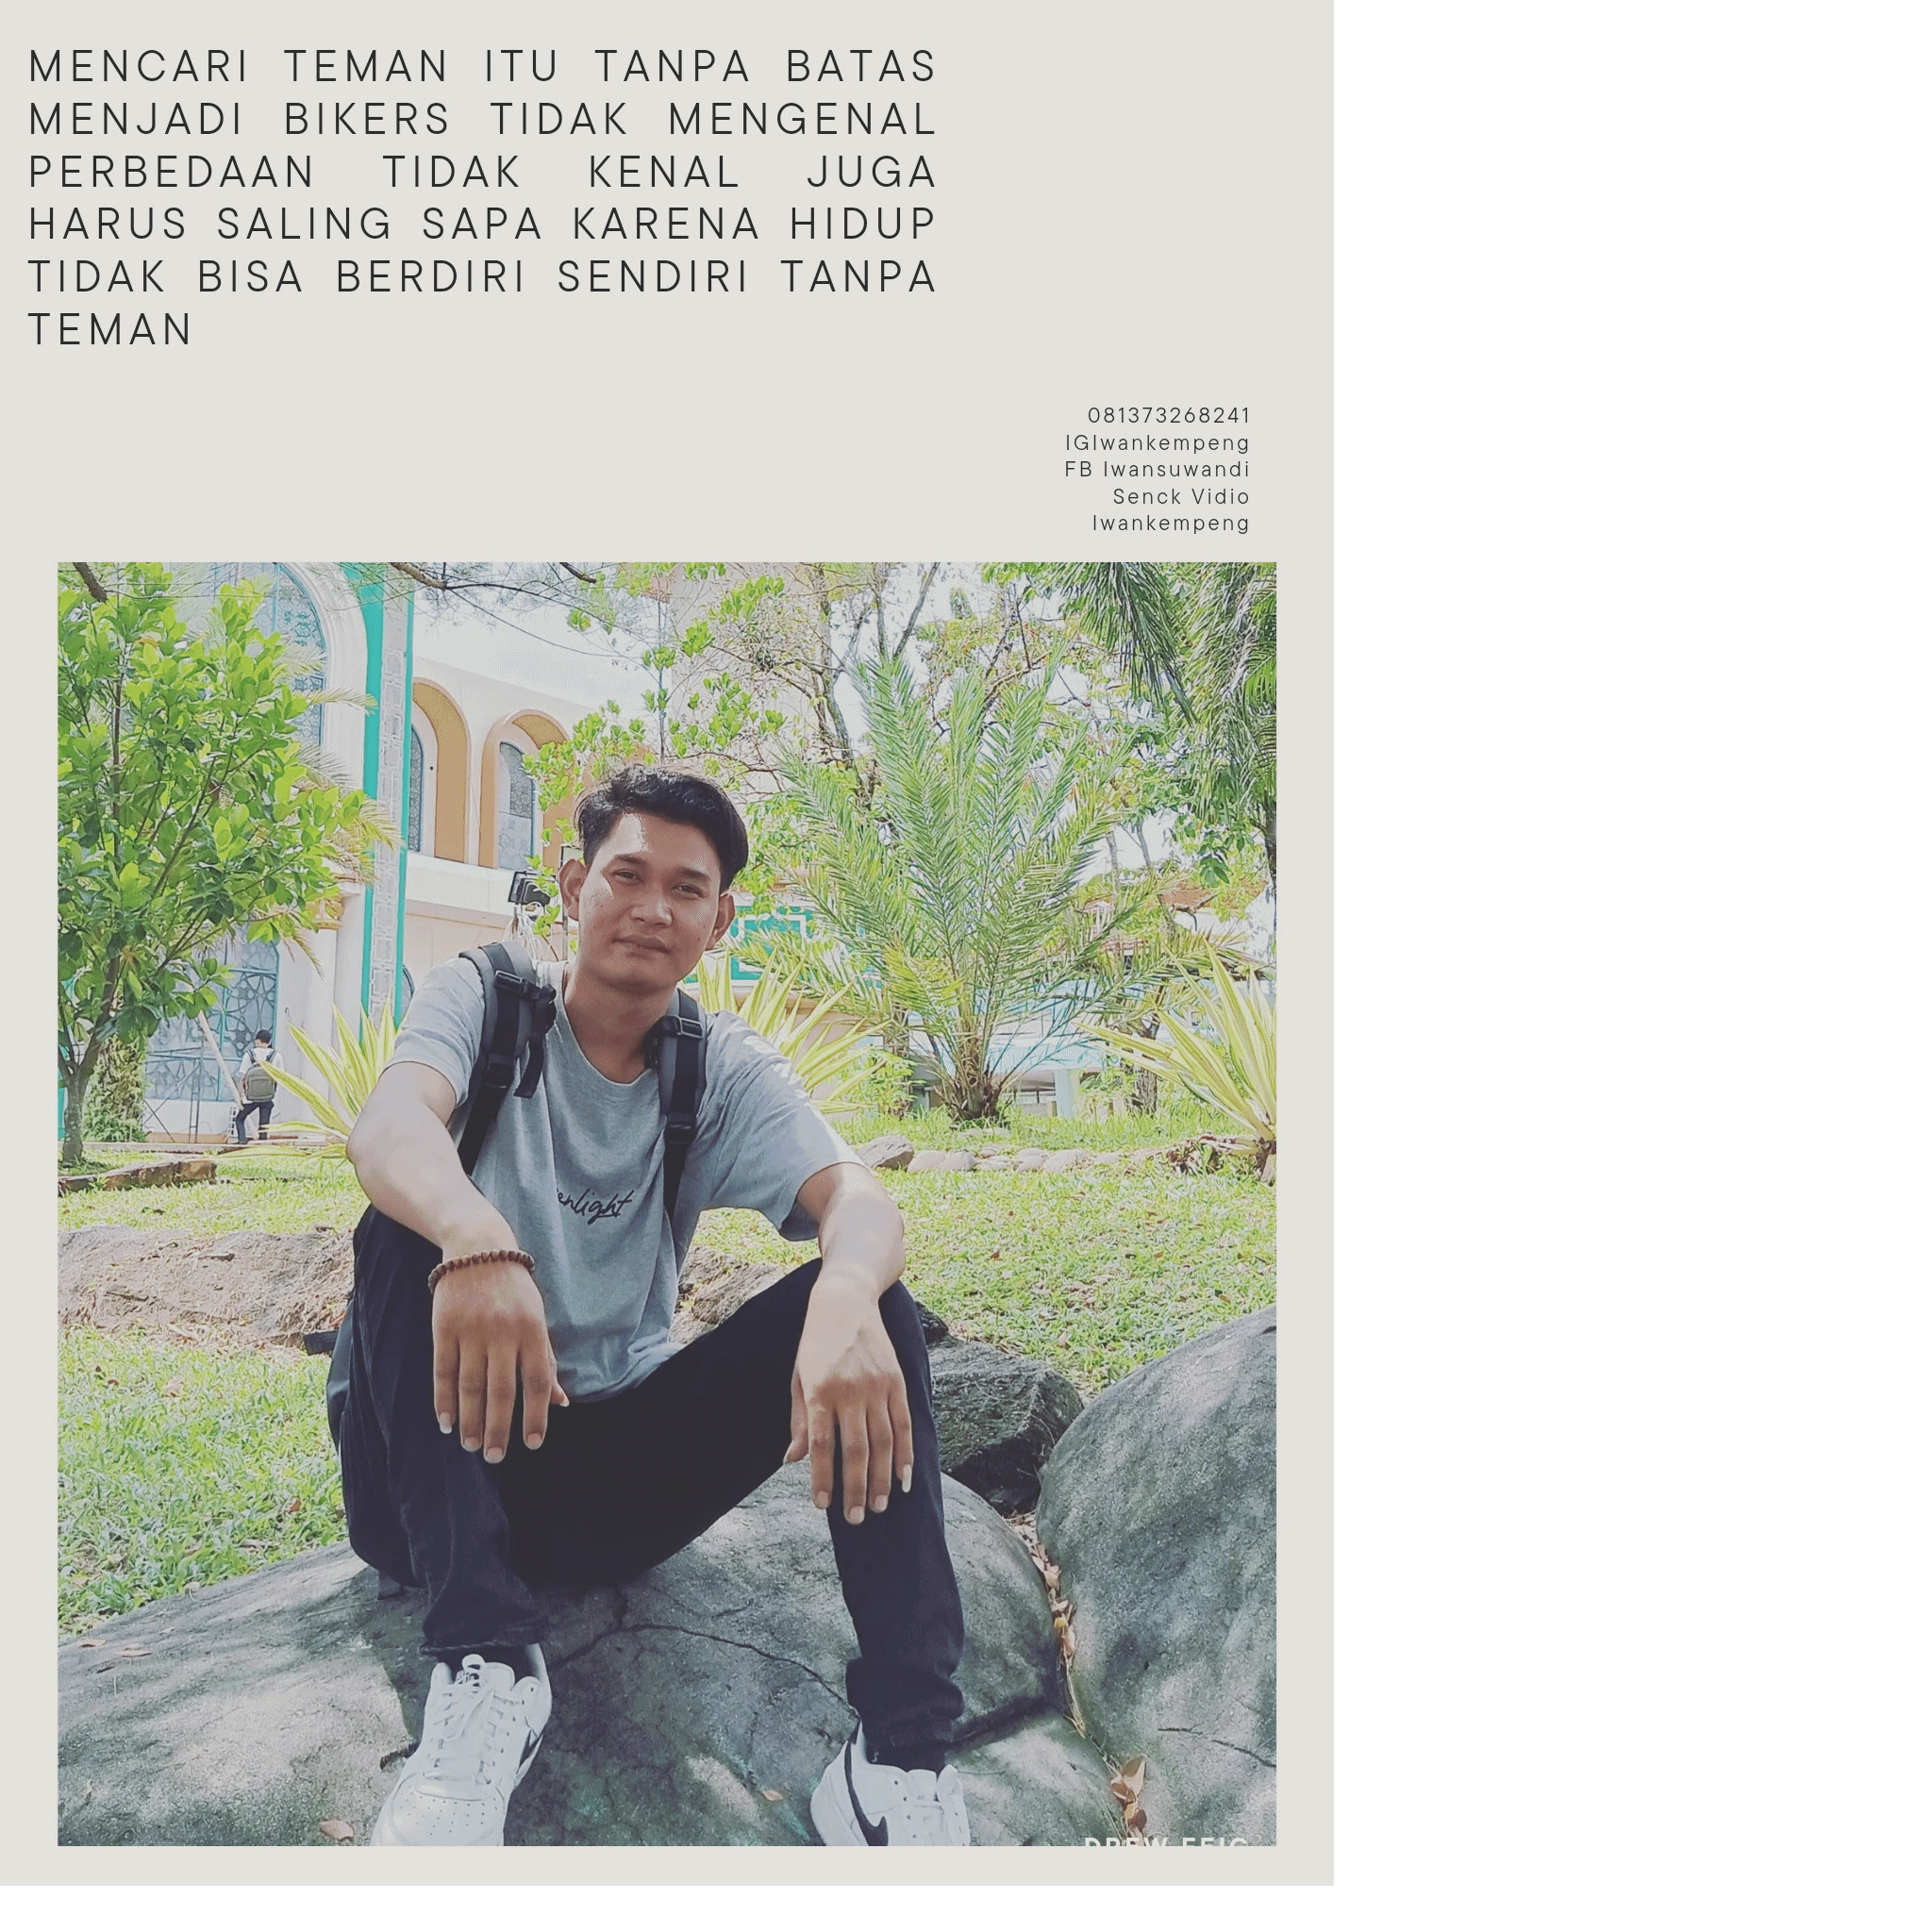 MENCARI TEMAN ITU TANPA BATAS
MENJADI BIKERS TIDAK MENGENAL
PERBEDAAN TIDAK KENAL JUGA
HARUS SALING SAPA KARENA HIDUP
TIDAK BISA BERDIRI SENDIRI TANPA
TEMAN
081373268241
IGIwankempeng
FB Iwansuwandi
Senck Vidio
Iwankempeng
enlight